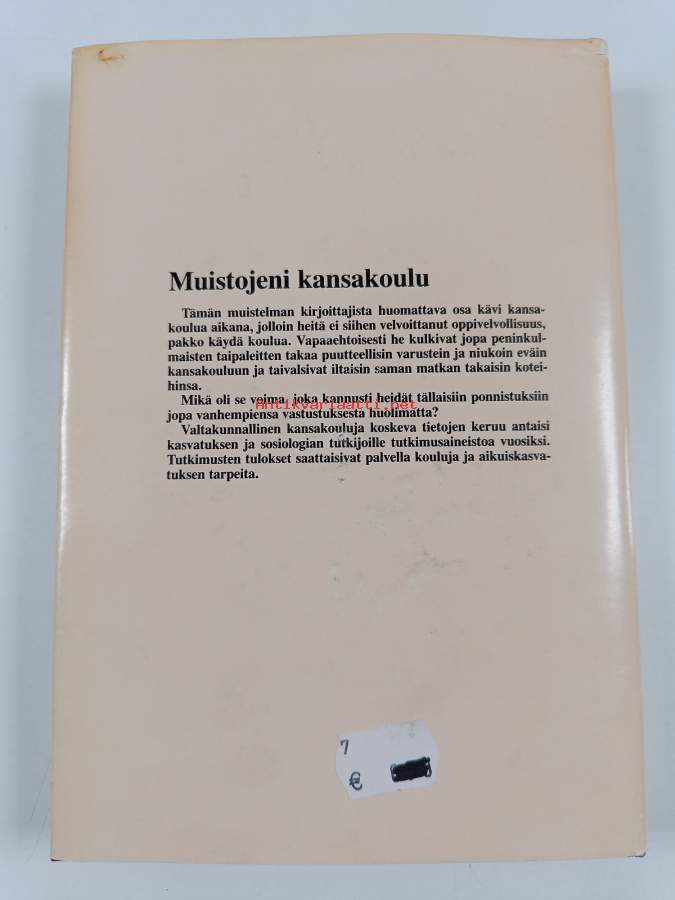 Muistojeni kansakoulu
Tämän muistelman kirjoittajista huomattava osa kävi kansa-
koulua aikana, jolloin heitä ei siihen velvoittanut oppivelvollisuus,
pakko käydä koulua. Vapaaehtoisesti he kulkivat jopa peninkul-
maisten taipaleitten takaa puutteellisin varustein ja niukoin eväin
kansakouluun ja taivalsivat iltaisin saman matkan takaisin kotei-
hinsa.
Mikä oli se voima, joka kannusti heidät tällaisiin ponnistuksiin
Antikvariaatti.net
jopa vanhempiensa vastustuksesta huolimatta?
Valtakunnallinen kansakouluja koskeva tietojen keruu antaisi
kasvatuksen ja sosiologian tutkijoille tutkimusaineistoa vuosiksi.
Tutkimusten tulokset saattaisivat palvella kouluja ja aikuiskasva-
tuksen tarpeita.
7
€